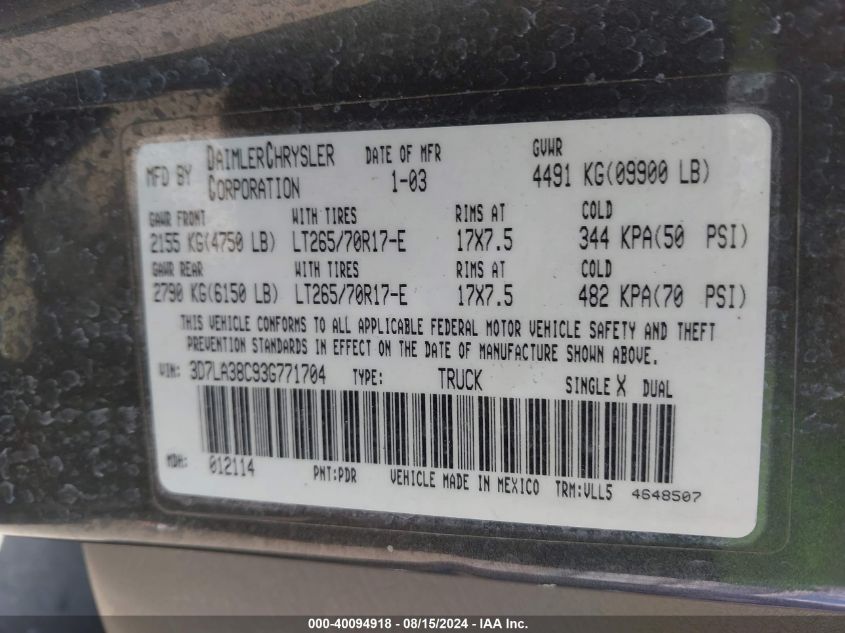 MFD BY DAIMLERCHRYSLER CORPORATION DATE OF MFR 1-03 GVWR 4491 KG(09900 LB)
GAWR FRONT WITH TIRES RIMS AT COLD
2155 KG(4750 LB) LT265/70R17-E 17X7.5 344 KPA(50 PSI)
GAWR REAR WITH TIRES RIMS AT COLD
2790 KG(6150 LB) LT265/70R17-E 17X7.5 482 KPA(70 PSI)
THIS VEHICLE CONFORMS TO ALL APPLICABLE FEDERAL MOTOR VEHICLE SAFETY AND THEFT
PREVENTION STANDARDS IN EFFECT ON THE DATE OF MANUFACTURE SHOWN ABOVE.
VIN: 3D7LA38C93G771704 TYPE: TRUCK SINGLE X DUAL
MDH: 012114 PNT:PDR VEHICLE MADE IN MEXICO TRM:VLL5 4648507
000-40094918 - 08/15/2024 - IAA Inc.